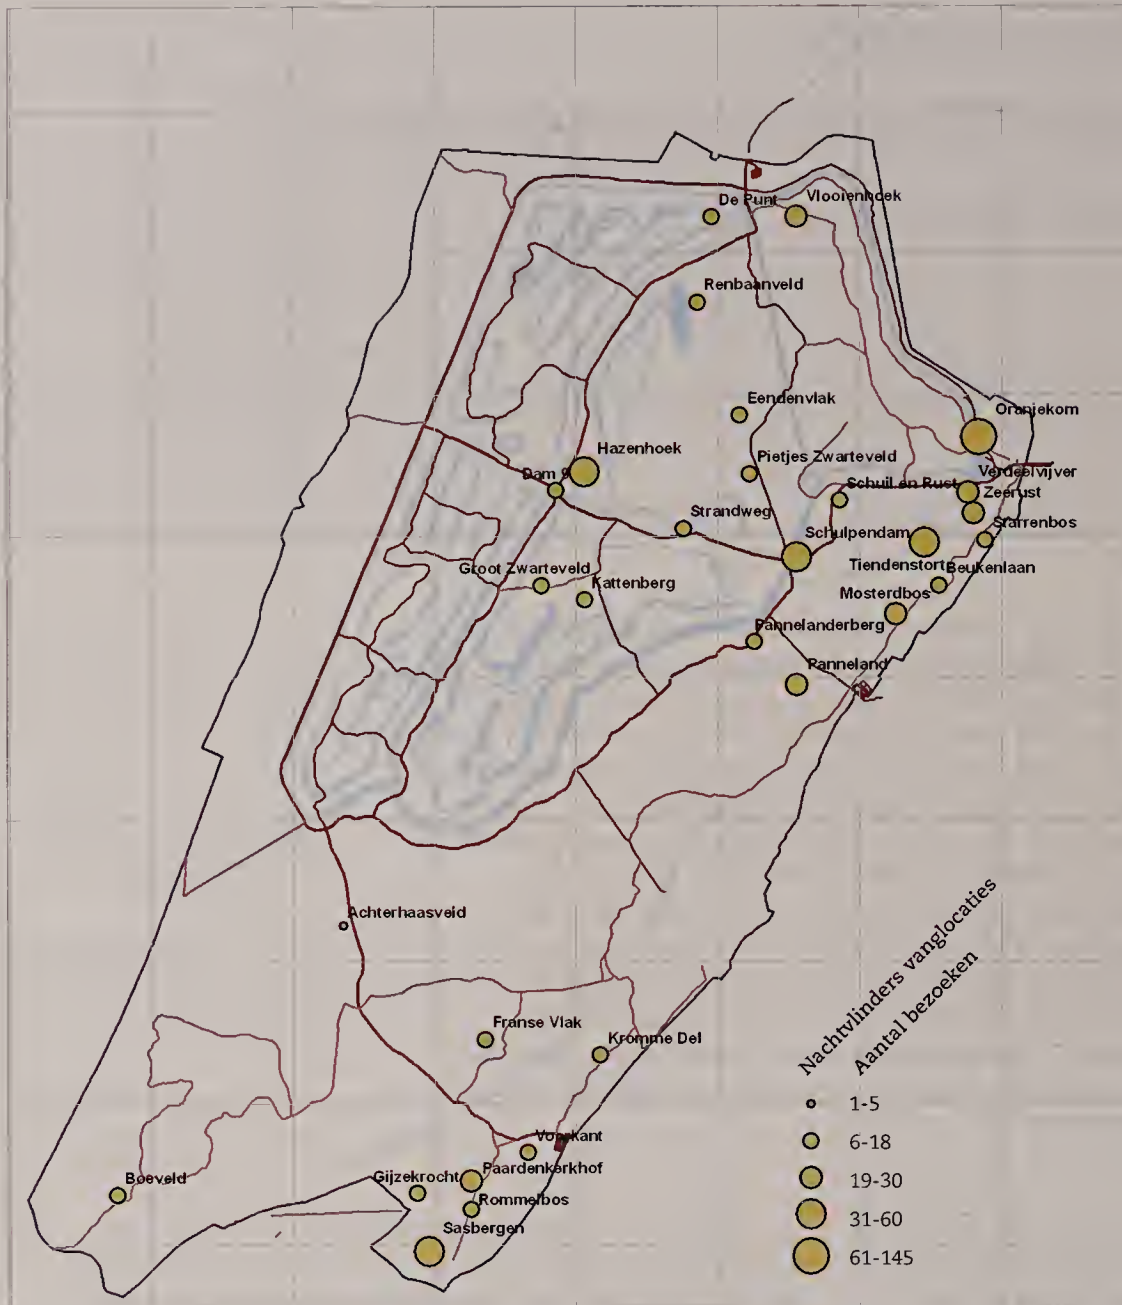 De Punt
Vlooienhoek
Renbaanveld
Eendenvlak
Oranjekom
Hazenhoek
Pietjes Zwarteveld
Verdeelvijver
Dam 9
Schuil en Rust
Zeerust
Strandweg
Starrenbos
Schulpendam
Tiendenstort
Beukenlaan
Groot Zwarteveld
Kattenberg
Mosterdbos
Pannelanderberg
Panneland
Achterhaasveld
Franse Vlak
Kromme Del
Voorkant
Paardenkerkhof
Gijzekrocht
Boeveld
Rommelbos
Sasbergen
Nachtvlinders vanglocaties
Aantal bezoeken
1-5
6-18
19-30
31-60
61-145